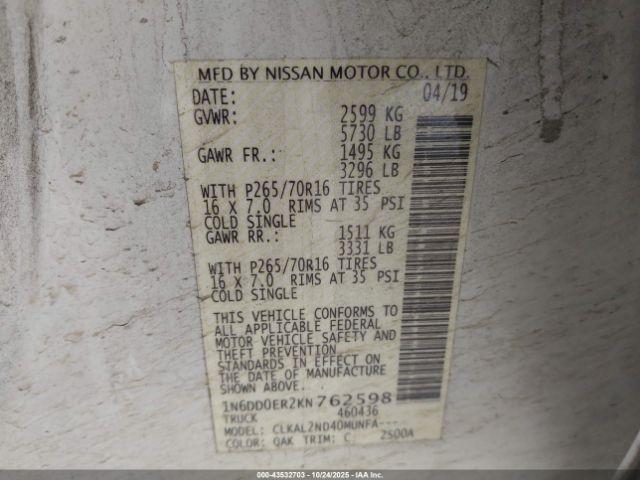 MFD BY NISSAN MOTOR CO., LTD.
DATE: 04/19
GVWR: 2599 KG
5730 LB
GAWR FR.: 1495 KG
3296 LB
WITH P265/70R16 TIRES
16 X 7.0 RIMS AT 35 PSI
COLD SINGLE
GAWR RR.: 1511 KG
3331 LB
WITH P265/70R16 TIRES
16 X 7.0 RIMS AT 35 PSI
COLD SINGLE
THIS VEHICLE CONFORMS TO
ALL APPLICABLE FEDERAL
MOTOR VEHICLE SAFETY AND
THEFT PREVENTION
STANDARDS IN EFFECT ON
THE DATE OF MANUFACTURE
SHOWN ABOVE.
1N6DD0ER2KN762598
TRUCK 460436
MODEL: CLKAL2ND40MUNFA---
COLOR: QAK TRIM: C 2500A
000-43532703 - 10/24/2025 - IAA Inc.